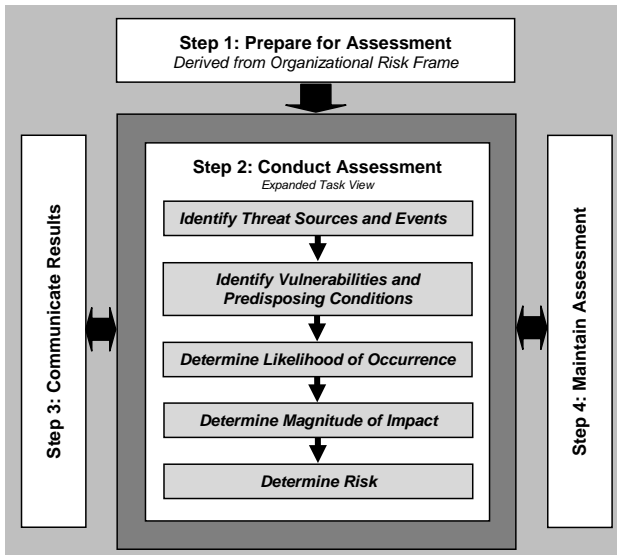 Step 1: Prepare for Assessment
Derived from Organizational Risk Frame
Step 3: Communicate Results
Step 2: Conduct Assessment
Expanded Task View
Identify Threat Sources and Events
Identify Vulnerabilities and
Predisposing Conditions
Determine Likelihood of Occurrence
Determine Magnitude of Impact
Determine Risk
Step 4: Maintain Assessment